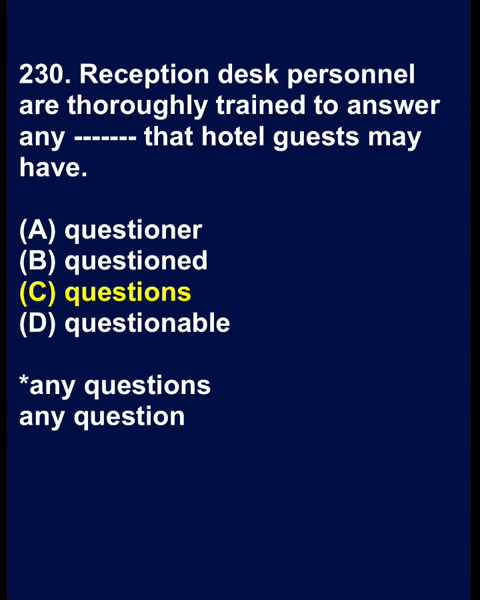 230. Reception desk personnel
are thoroughly trained to answer
any ------- that hotel guests may
have.
(A) questioner
(B) questioned
(C) questions
(D) questionable
*any questions
any question